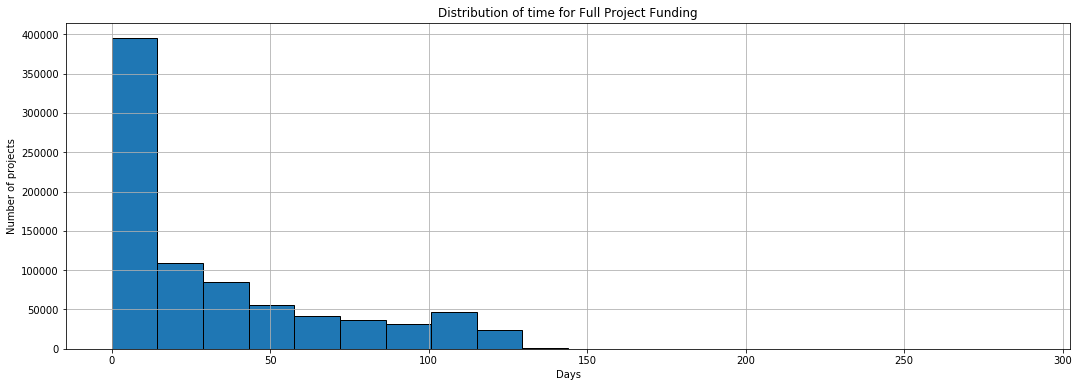 Distribution of time for Full Project Funding
400000
350000
300000
250000
200000
150000
100000
50000
0
Number of projects
0 50 100 150 200 250 300
Days